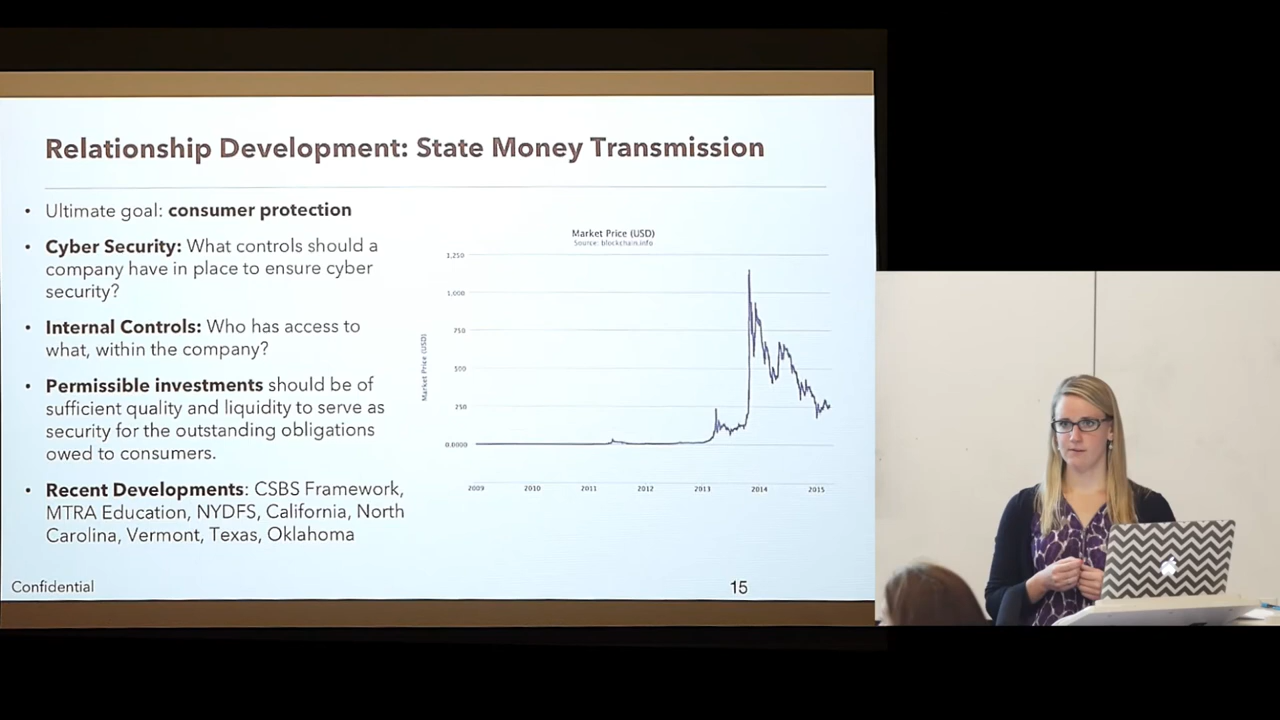 Relationship Development: State Money Transmission
• Ultimate goal: consumer protection
• Cyber Security: What controls should a
company have in place to ensure cyber
security?
• Internal Controls: Who has access to
what, within the company?
• Permissible investments should be of
sufficient quality and liquidity to serve as
security for the outstanding obligations
owed to consumers.
• Recent Developments: CSBS Framework,
MTRA Education, NYDFS, California, North
Carolina, Vermont, Texas, Oklahoma
Market Price (USD)
Source: blockchain.info
Market Price (USD)
1,250
1,000
750
500
250
0.0000
2009 2010 2011 2012 2013 2014 2015
Confidential
15